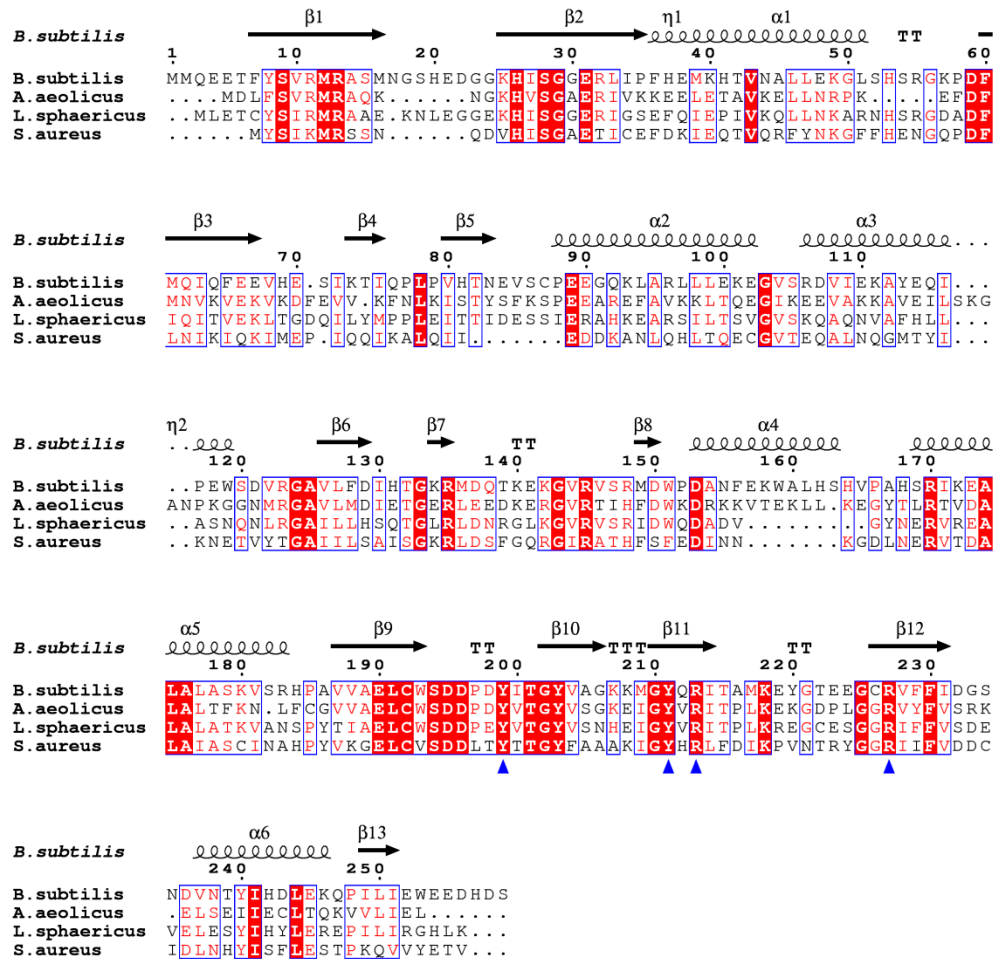 β1 β2 η1 α1
B.subtilis TT
1 10 20 30 40 50 60
B.subtilis MMQEETFYSVRMRASMNGSHEDGGKHISGGERLIPFHEMKHTVNALLEKGLSHSRGKPDF
A.aeolicus ....MDLFSVRMRAQK......NGKHVSGAERIVKKEELETAVKELLNRPK.....EFDF
L.sphaericus ..MLETCYSIRMRAAE.KNLEGGEKHISGGERIGSEFQIEPIVQALLNKARNHSRGDADF
S.aureus ......MYSIKMRSSN......QDVHISGAETICEFDKIEQTVQRFYNKGFFHENGQPDF
β3 β4 β5 α2 α3
B.subtilis ...
70 80 90 100 110
B.subtilis MQIQFEEVHE.SIKTIQPLPVHTNEVSCPEEGQKLARLLLEKEGVSRDVIEKAYEQI...
A.aeolicus MNVKVEKVKDFEVV.KFNLKISTYSFKSPEEAREFAVKKLTQEGIKEEVAKKAVEILSKG
L.sphaericus IQITVEKLTGDQILYMPPLEITTIDESSIERAHKEARSILTSVGVSKQAQNVAFHLL...
S.aureus LNIKIQKIMEP.IQQIKALQII.......EDDKANLQHLTQECGVTEQALNQGMTYI...
η2 β6 β7 β8 α4
B.subtilis .. TT
120 130 140 150 160 170
B.subtilis ..PEWSDVRGAVLFDIHTGKRMDQTKEKGVRVSRMDWPDANFEKWALHSHVPAHSRIKEA
A.aeolicus ANPKGGNMRGAVLMDIETGERLEEDKERGVRTIHFDWKDRKKVTEKLL.KEGYTLRTVDA
L.sphaericus ..ASNQNLRGAILLHSQTGLRLDNRGLKGVRVSRIDWQDADV.......GYNERVREA
S.aureus ..KNETVYTGAIILSAISGKRLDSFGQRGIRATHFSFEDINN.......KGDLNERVTDA
α5 β9 β10 β11 β12
B.subtilis TT TTT TT
180 190 200 210 220 230
B.subtilis LALASKVSRHPAVVAELCWSDDPDYITGYVAGKKMGYQRITAMKEYGTEEGCRVFFIDGS
A.aeolicus LALTFKN.LFCGVVAELCWSDDPEYVTGYVSGKEIGYVRITPLKEKGDPLGGRVYFVSRK
L.sphaericus LALATKVANSPYTIAELCWSDDPDYVTGYVSNHEIGYVRITPLKREGCESGGRIFFVSRK
S.aureus LAIASCINAHPYVKGELCVSDDLTYTTGYFAAAKIGYHRLFDIKPVNTRYGGRIIFVDDC
α6 β13
B.subtilis
240 250
B.subtilis NDVNTYIHDLEKQPILIEWEEDHDS
A.aeolicus .ELSEIIECLTQKVVLIEL......
L.sphaericus VELESYIHYLEREPILIRGHLK...
S.aureus IDLNHYISFLESTPKQVVYETV...